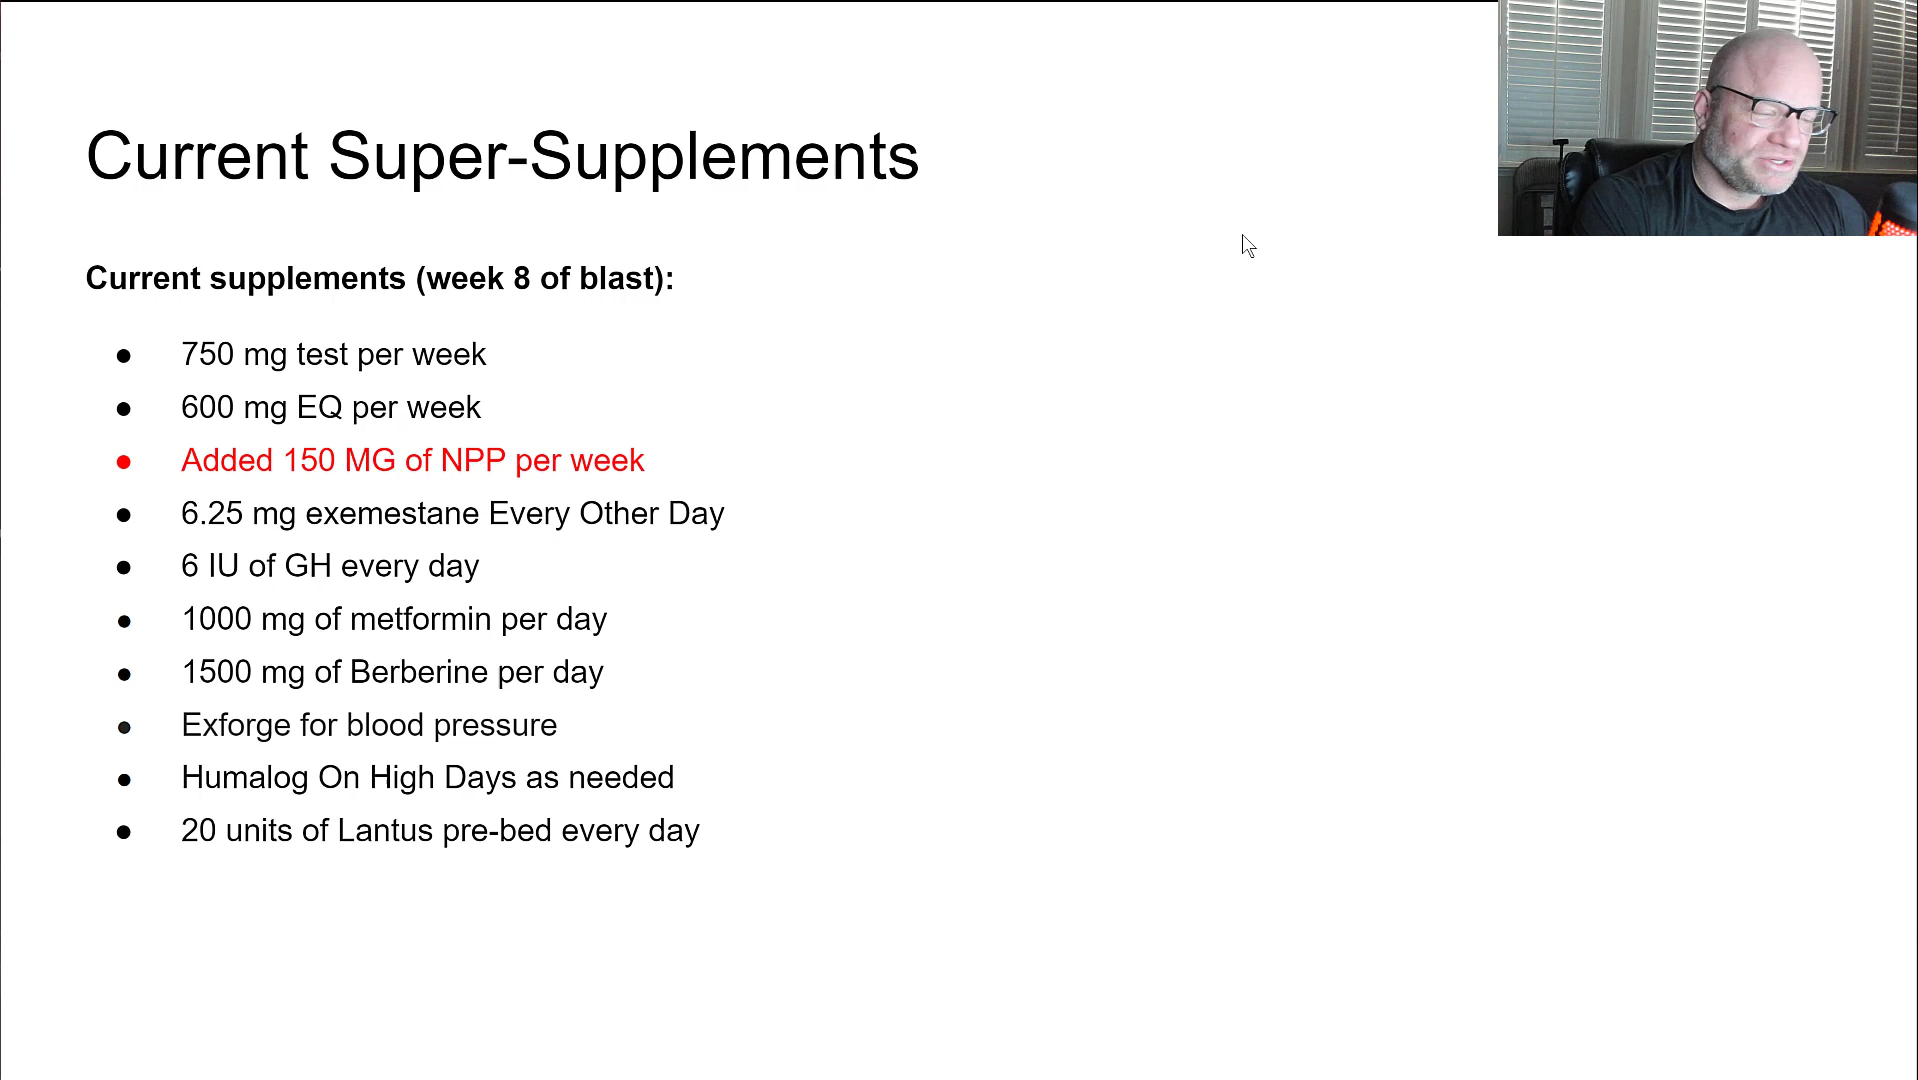 Current Super-Supplements
Current supplements (week 8 of blast):
● 750 mg test per week
● 600 mg EQ per week
● Added 150 MG of NPP per week
● 6.25 mg exemestane Every Other Day
● 6 IU of GH every day
● 1000 mg of metformin per day
● 1500 mg of Berberine per day
● Exforge for blood pressure
● Humalog On High Days as needed
● 20 units of Lantus pre-bed every day